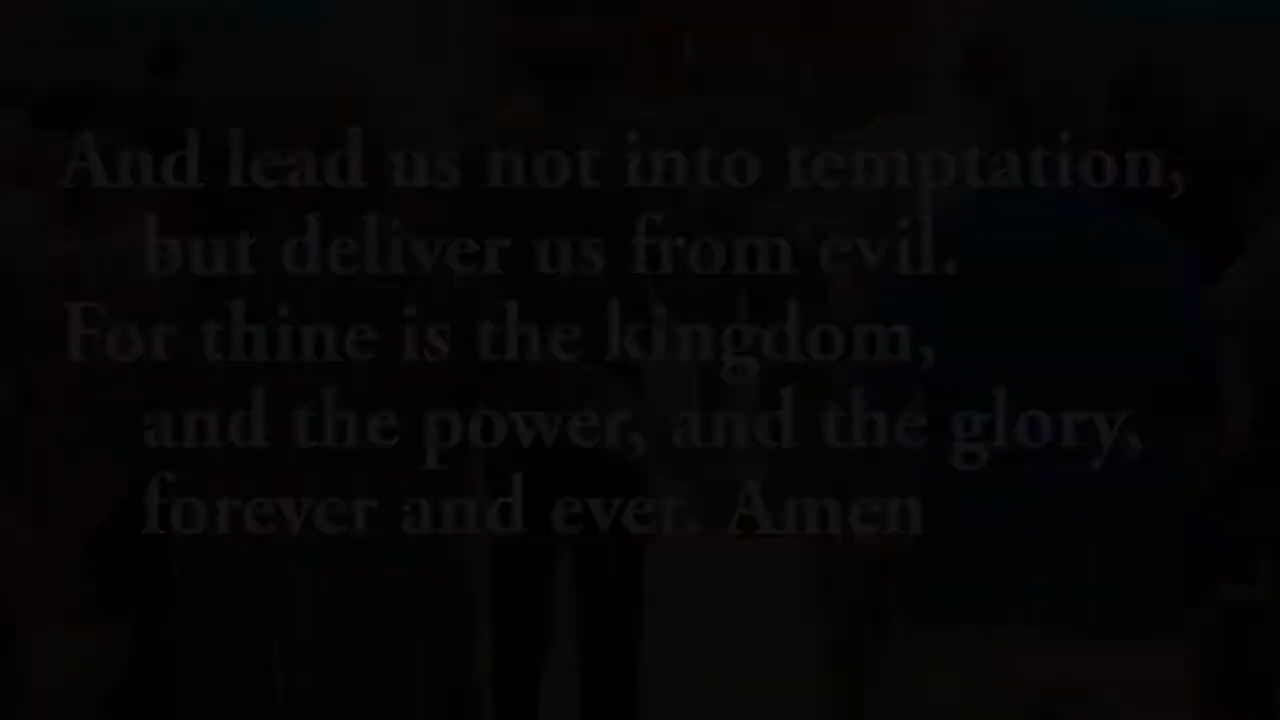 And lead us not into temptation,
but deliver us from evil.
For thine is the kingdom,
and the power, and the glory,
forever and ever. Amen